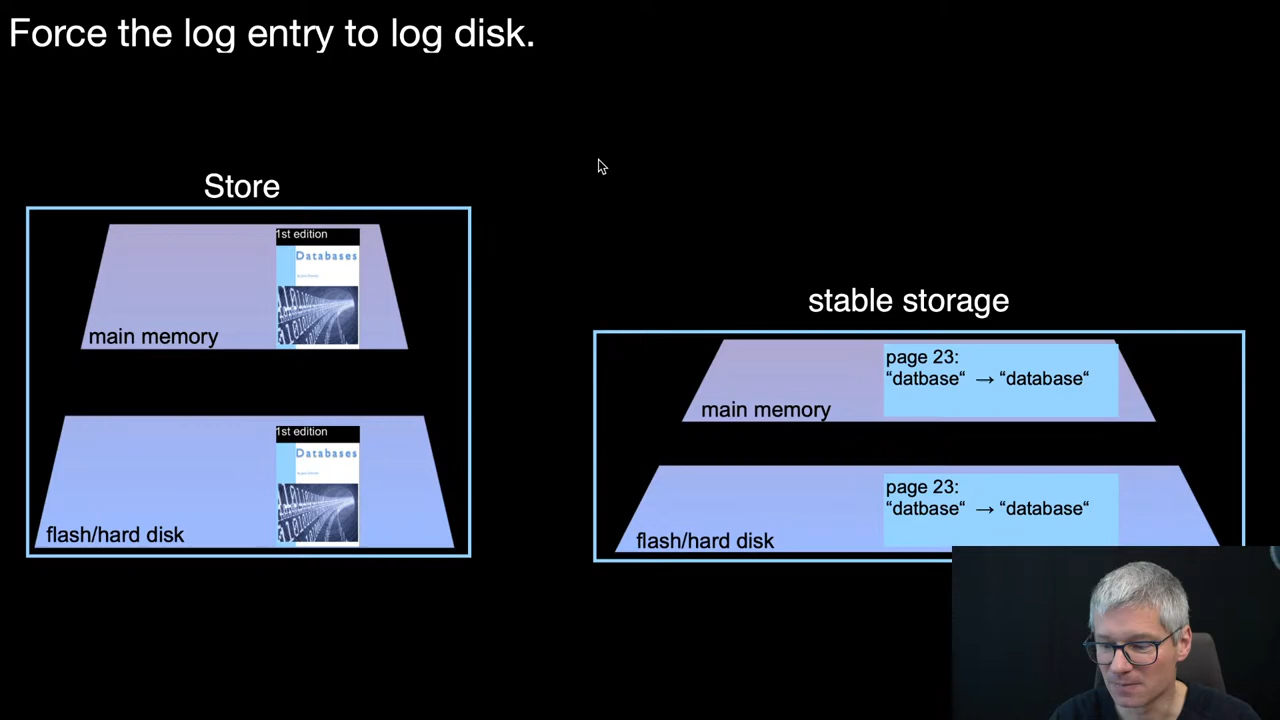 Force the log entry to log disk.
Store
1st edition
Databases
main memory
1st edition
Databases
flash/hard disk
stable storage
page 23:
“datbase“ → “database“
main memory
page 23:
“datbase“ → “database“
flash/hard disk